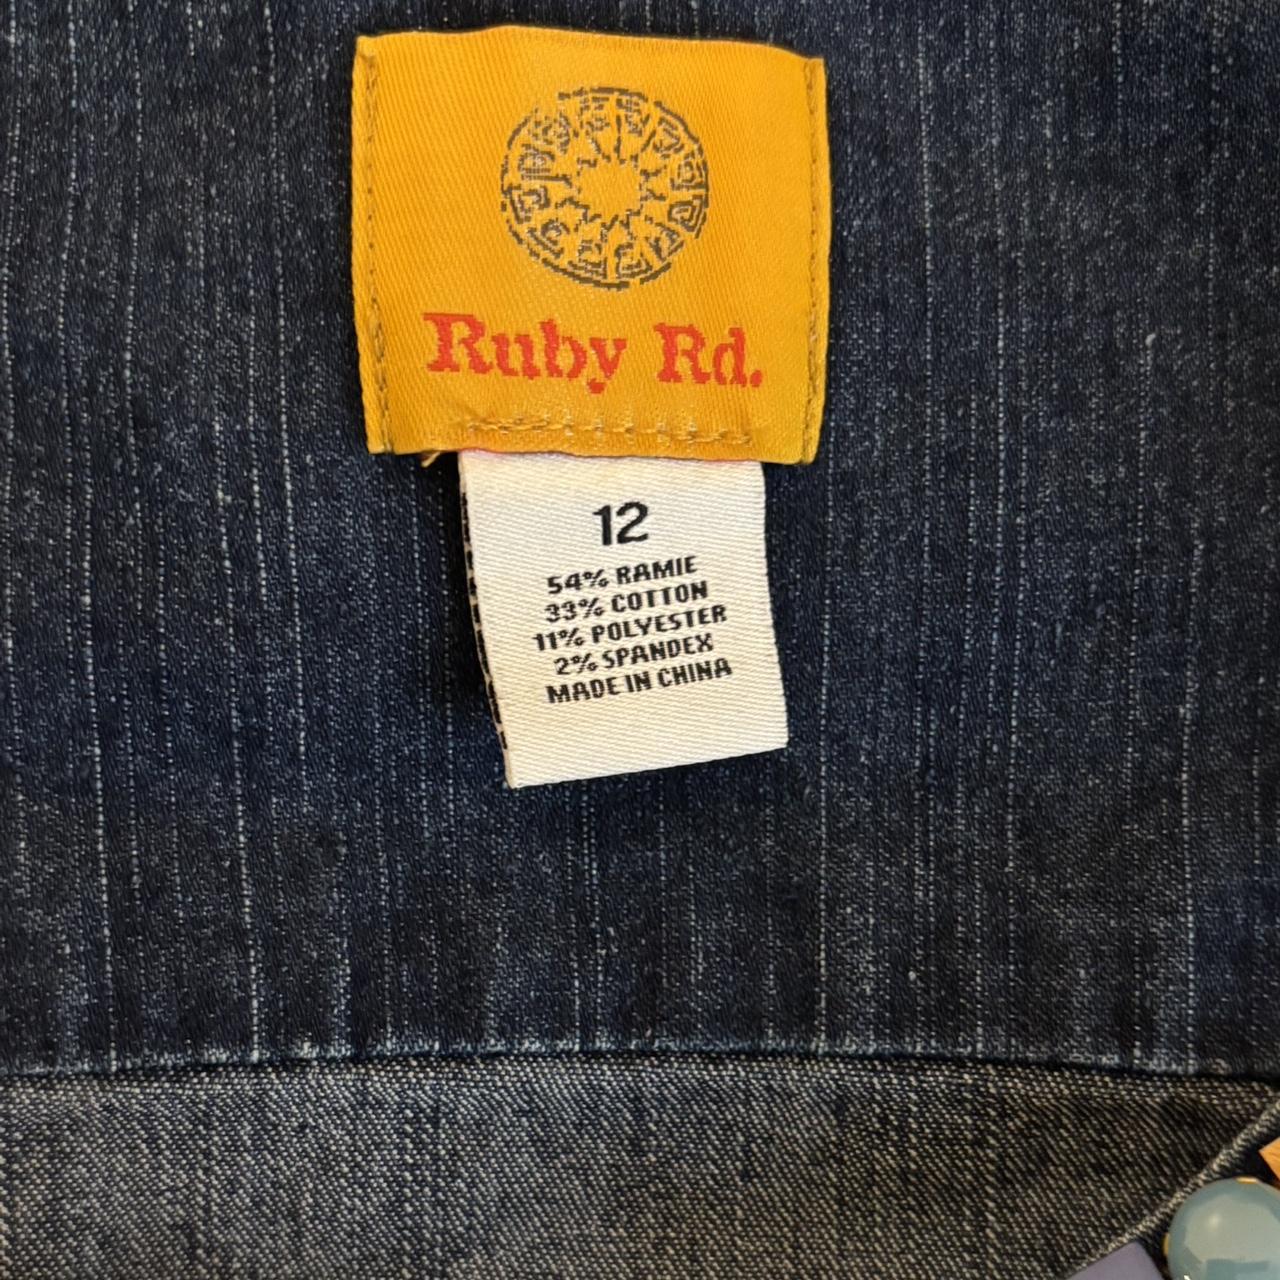 Ruby Rd.
12
54% RAMIE
33% COTTON
11% POLYESTER
2% SPANDEX
MADE IN CHINA